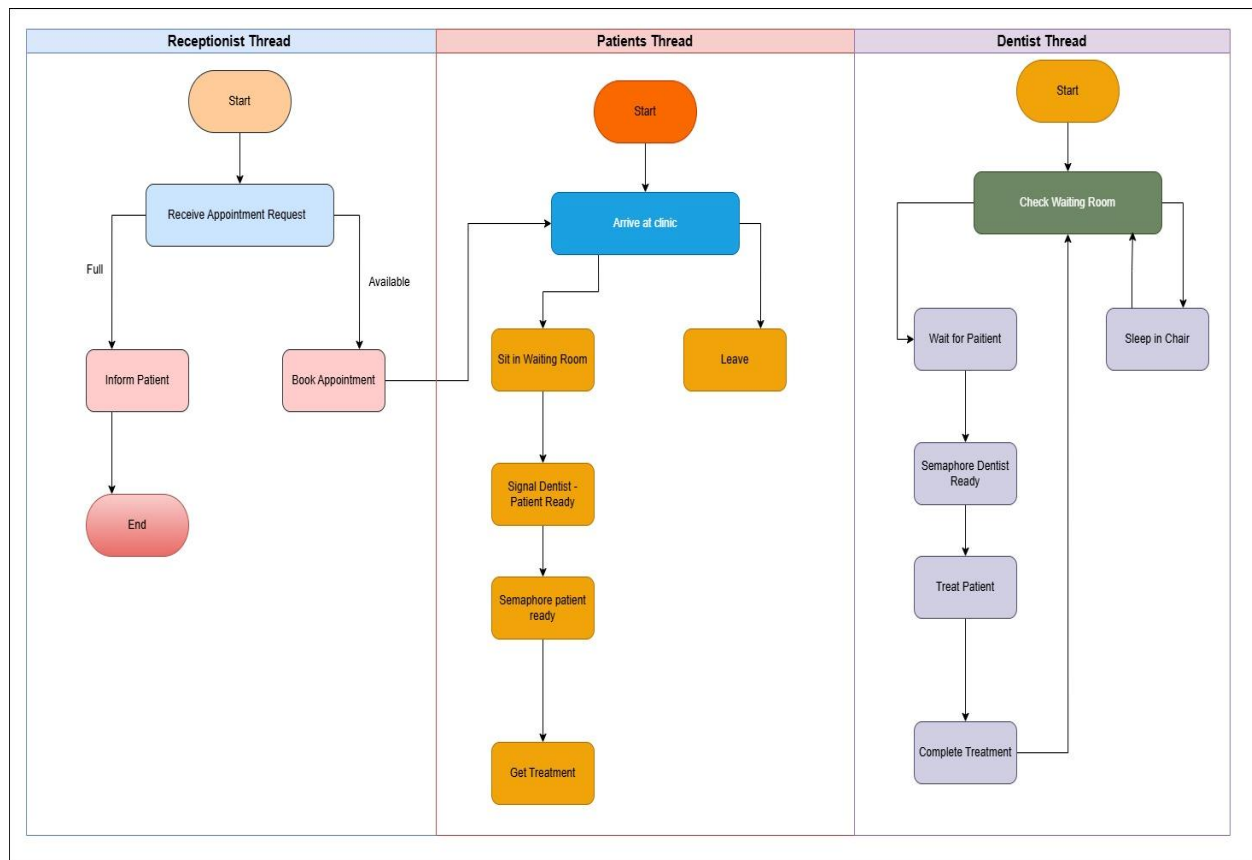 Receptionist Thread
Start
Receive Appointment Request
Full
Available
Inform Patient
Book Appointment
End
Patients Thread
Start
Arrive at clinic
Sit in Waiting Room
Leave
Signal Dentist -
Patient Ready
Semaphore patient
ready
Get Treatment
Dentist Thread
Start
Check Waiting Room
Wait for Paitient
Sleep in Chair
Semaphore Dentist
Ready
Treat Patient
Complete Treatment